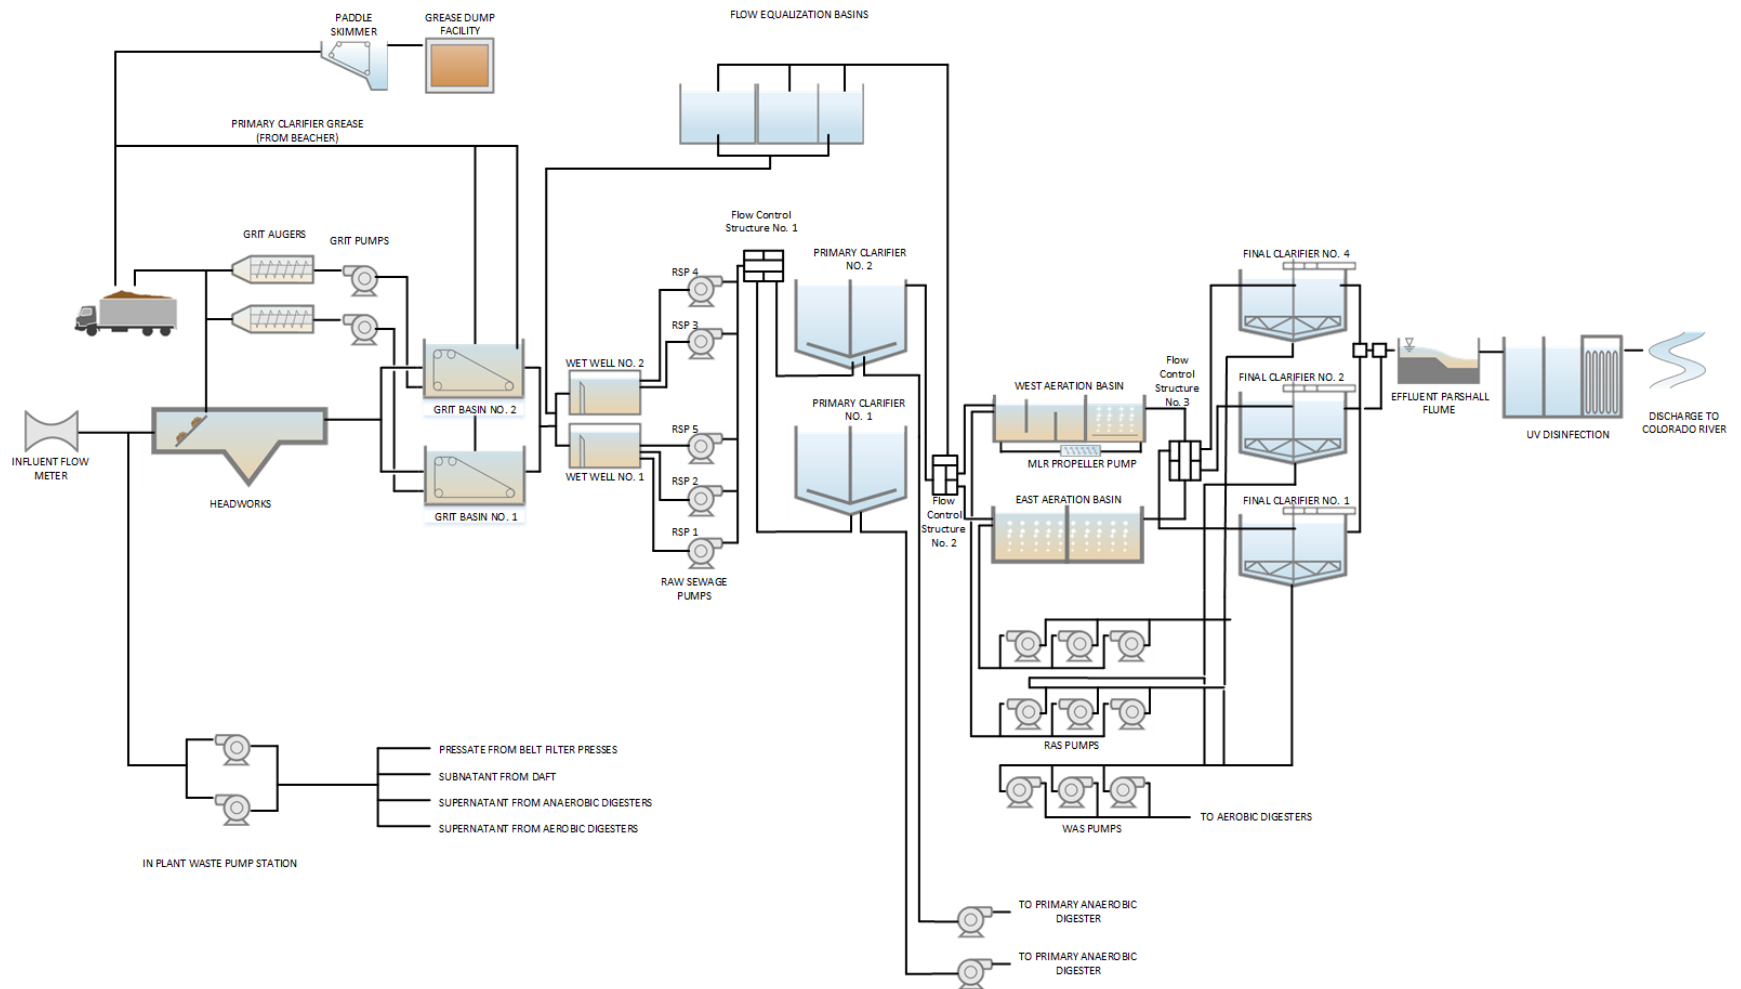 PADDLE
SKIMMER
GREASE DUMP
FACILITY
FLOW EQUALIZATION BASINS
PRIMARY CLARIFIER GREASE
(FROM BEACHER)
GRIT AUGERS
GRIT PUMPS
Flow Control
Structure No. 1
RSP 4
RSP 3
PRIMARY CLARIFIER
NO. 2
FINAL CLARIFIER NO. 4
WET WELL NO. 2
WET WELL NO. 1
GRIT BASIN NO. 2
GRIT BASIN NO. 1
INFLUENT FLOW
METER
HEADWORKS
RSP 5
RSP 2
RSP 1
RAW SEWAGE
PUMPS
PRIMARY CLARIFIER
NO. 1
WEST AERATION BASIN
MLR PROPELLER PUMP
EAST AERATION BASIN
Flow
Control
Structure
No. 2
Flow
Control
Structure
No. 3
FINAL CLARIFIER NO. 2
FINAL CLARIFIER NO. 1
EFFLUENT PARSHALL
FLUME
UV DISINFECTION
DISCHARGE TO
COLORADO RIVER
RAS PUMPS
WAS PUMPS
TO AEROBIC DIGESTERS
PRESSATE FROM BELT FILTER PRESSES
SUBNATANT FROM DAFT
SUPERNATANT FROM ANAEROBIC DIGESTERS
SUPERNATANT FROM AEROBIC DIGESTERS
IN PLANT WASTE PUMP STATION
TO PRIMARY ANAEROBIC
DIGESTER
TO PRIMARY ANAEROBIC
DIGESTER